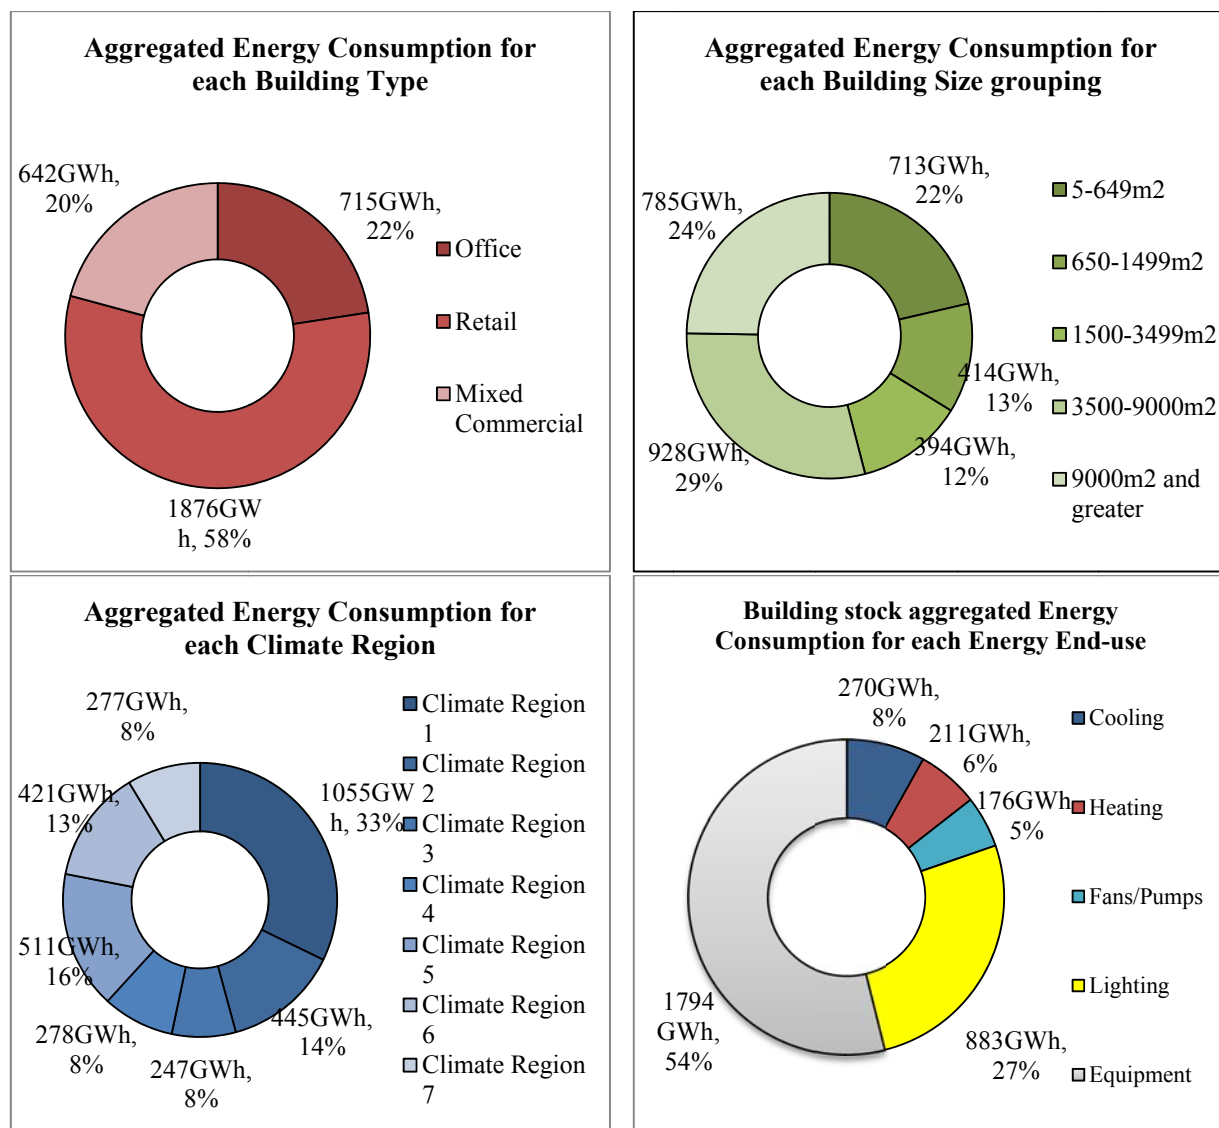 Aggregated Energy Consumption for
each Building Type
642GWh,
20%
715GWh,
22%
1876GW
h, 58%
Office
Retail
Mixed
Commercial
Aggregated Energy Consumption for
each Building Size grouping
713GWh,
22%
785GWh,
24%
414GWh,
13%
394GWh,
12%
928GWh,
29%
5-649m2
650-1499m2
1500-3499m2
3500-9000m2
9000m2 and
greater
Aggregated Energy Consumption for
each Climate Region
277GWh,
8%
421GWh,
13%
1055GW
h, 33%
511GWh,
16%
445GWh,
14%
278GWh,
8%
247GWh,
8%
Climate Region
1
Climate Region
2
Climate Region
3
Climate Region
4
Climate Region
5
Climate Region
6
Climate Region
7
Building stock aggregated Energy
Consumption for each Energy End-use
270GWh,
8%
211GWh,
6%
176GWh
5%
1794
GWh,
54%
883GWh,
27%
Cooling
Heating
Fans/Pumps
Lighting
Equipment